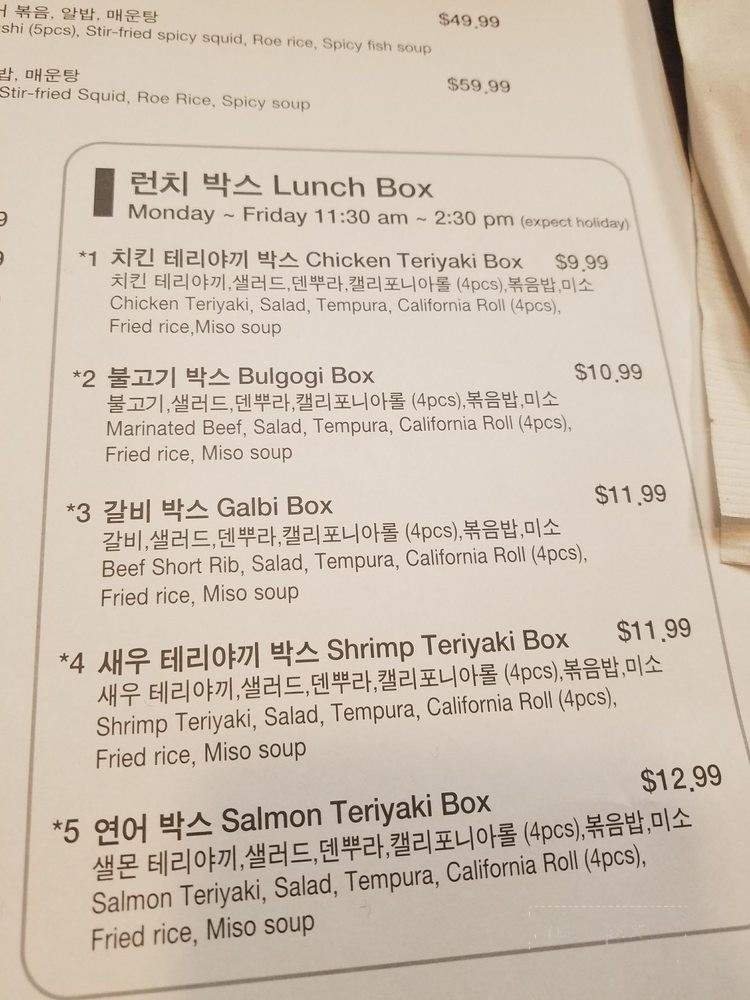 볶음, 알밥, 매운탕 $49.99
shi (5pcs), Stir-fried spicy squid, Roe rice, Spicy fish soup
밥, 매운탕 $59.99
Stir-fried Squid, Roe Rice, Spicy soup
런치 박스 Lunch Box
Monday ~ Friday 11:30 am ~ 2:30 pm (expect holiday)
*1 치킨 테리야끼 박스 Chicken Teriyaki Box $9.99
치킨 테리야끼,샐러드,덴뿌라,캘리포니아롤 (4pcs),볶음밥,미소
Chicken Teriyaki, Salad, Tempura, California Roll (4pcs),
Fried rice,Miso soup
*2 불고기 박스 Bulgogi Box $10.99
불고기,샐러드,덴뿌라,캘리포니아롤 (4pcs),볶음밥,미소
Marinated Beef, Salad, Tempura, California Roll (4pcs),
Fried rice, Miso soup
*3 갈비 박스 Galbi Box $11.99
갈비,샐러드,덴뿌라,캘리포니아롤 (4pcs),볶음밥,미소
Beef Short Rib, Salad, Tempura, California Roll (4pcs),
Fried rice, Miso soup
*4 새우 테리야끼 박스 Shrimp Teriyaki Box $11.99
새우 테리야끼,샐러드,덴뿌라,캘리포니아롤 (4pcs),볶음밥,미소
Shrimp Teriyaki, Salad, Tempura, California Roll (4pcs),
Fried rice, Miso soup
*5 연어 박스 Salmon Teriyaki Box $12.99
샐몬 테리야끼,샐러드,덴뿌라,캘리포니아롤 (4pcs),볶음밥,미소
Salmon Teriyaki, Salad, Tempura, California Roll (4pcs),
Fried rice, Miso soup